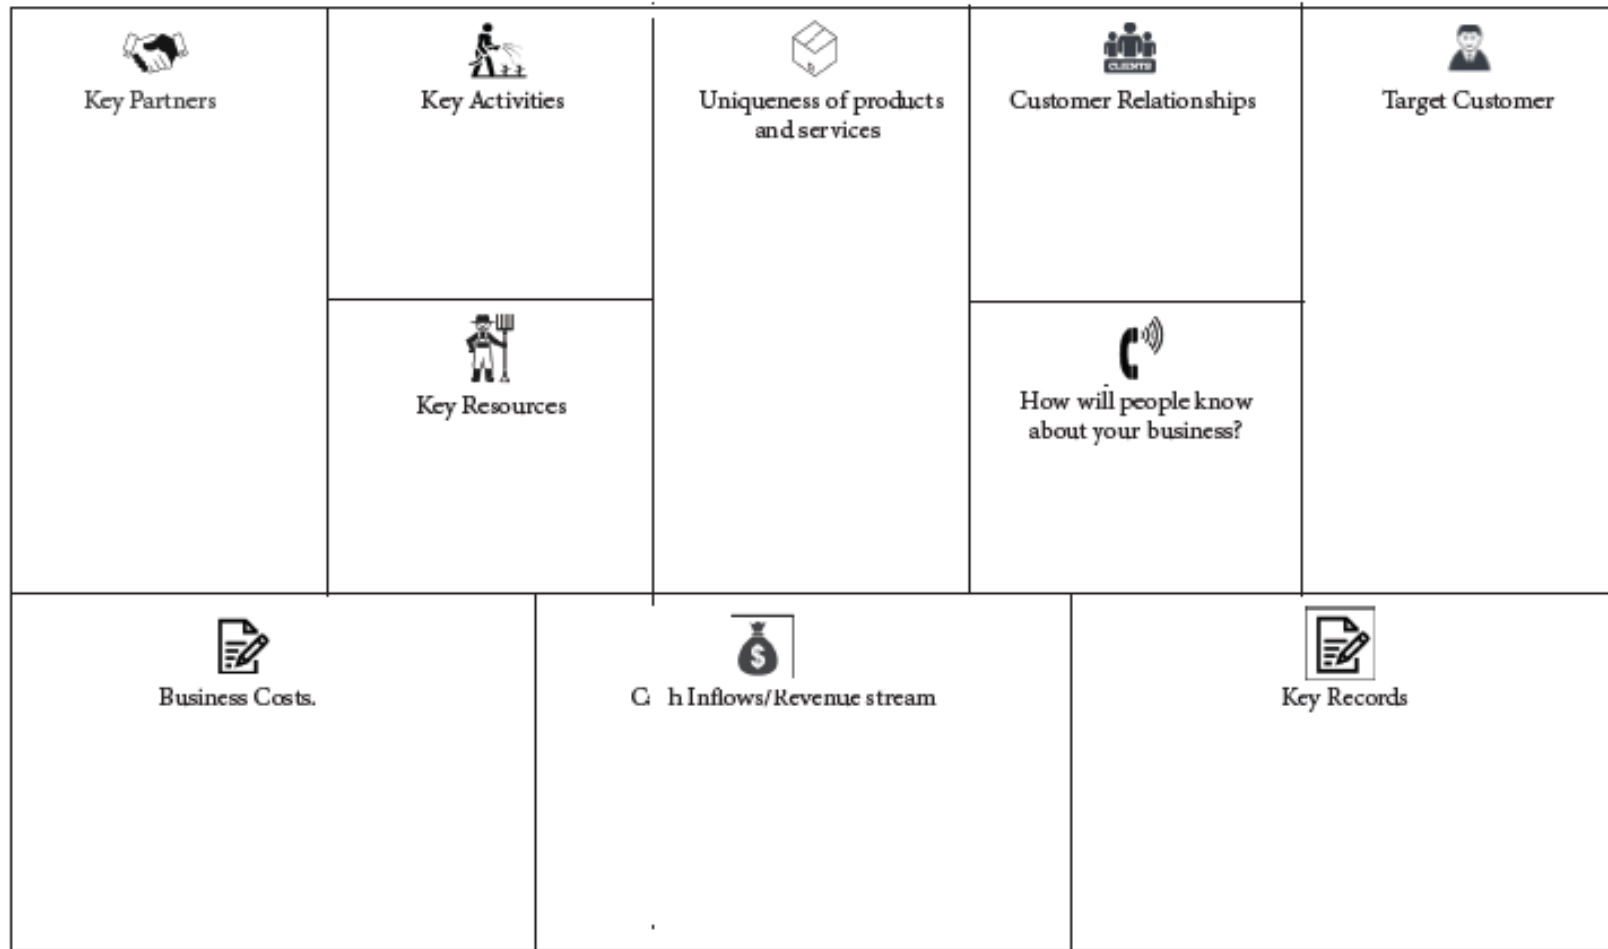 Key Partners
Key Activities
Uniqueness of products
and services
Customer Relationships
CLIENTS
Target Customer
Key Resources
How will people know
about your business?
Business Costs.
$
C h Inflows/Revenue stream
Key Records